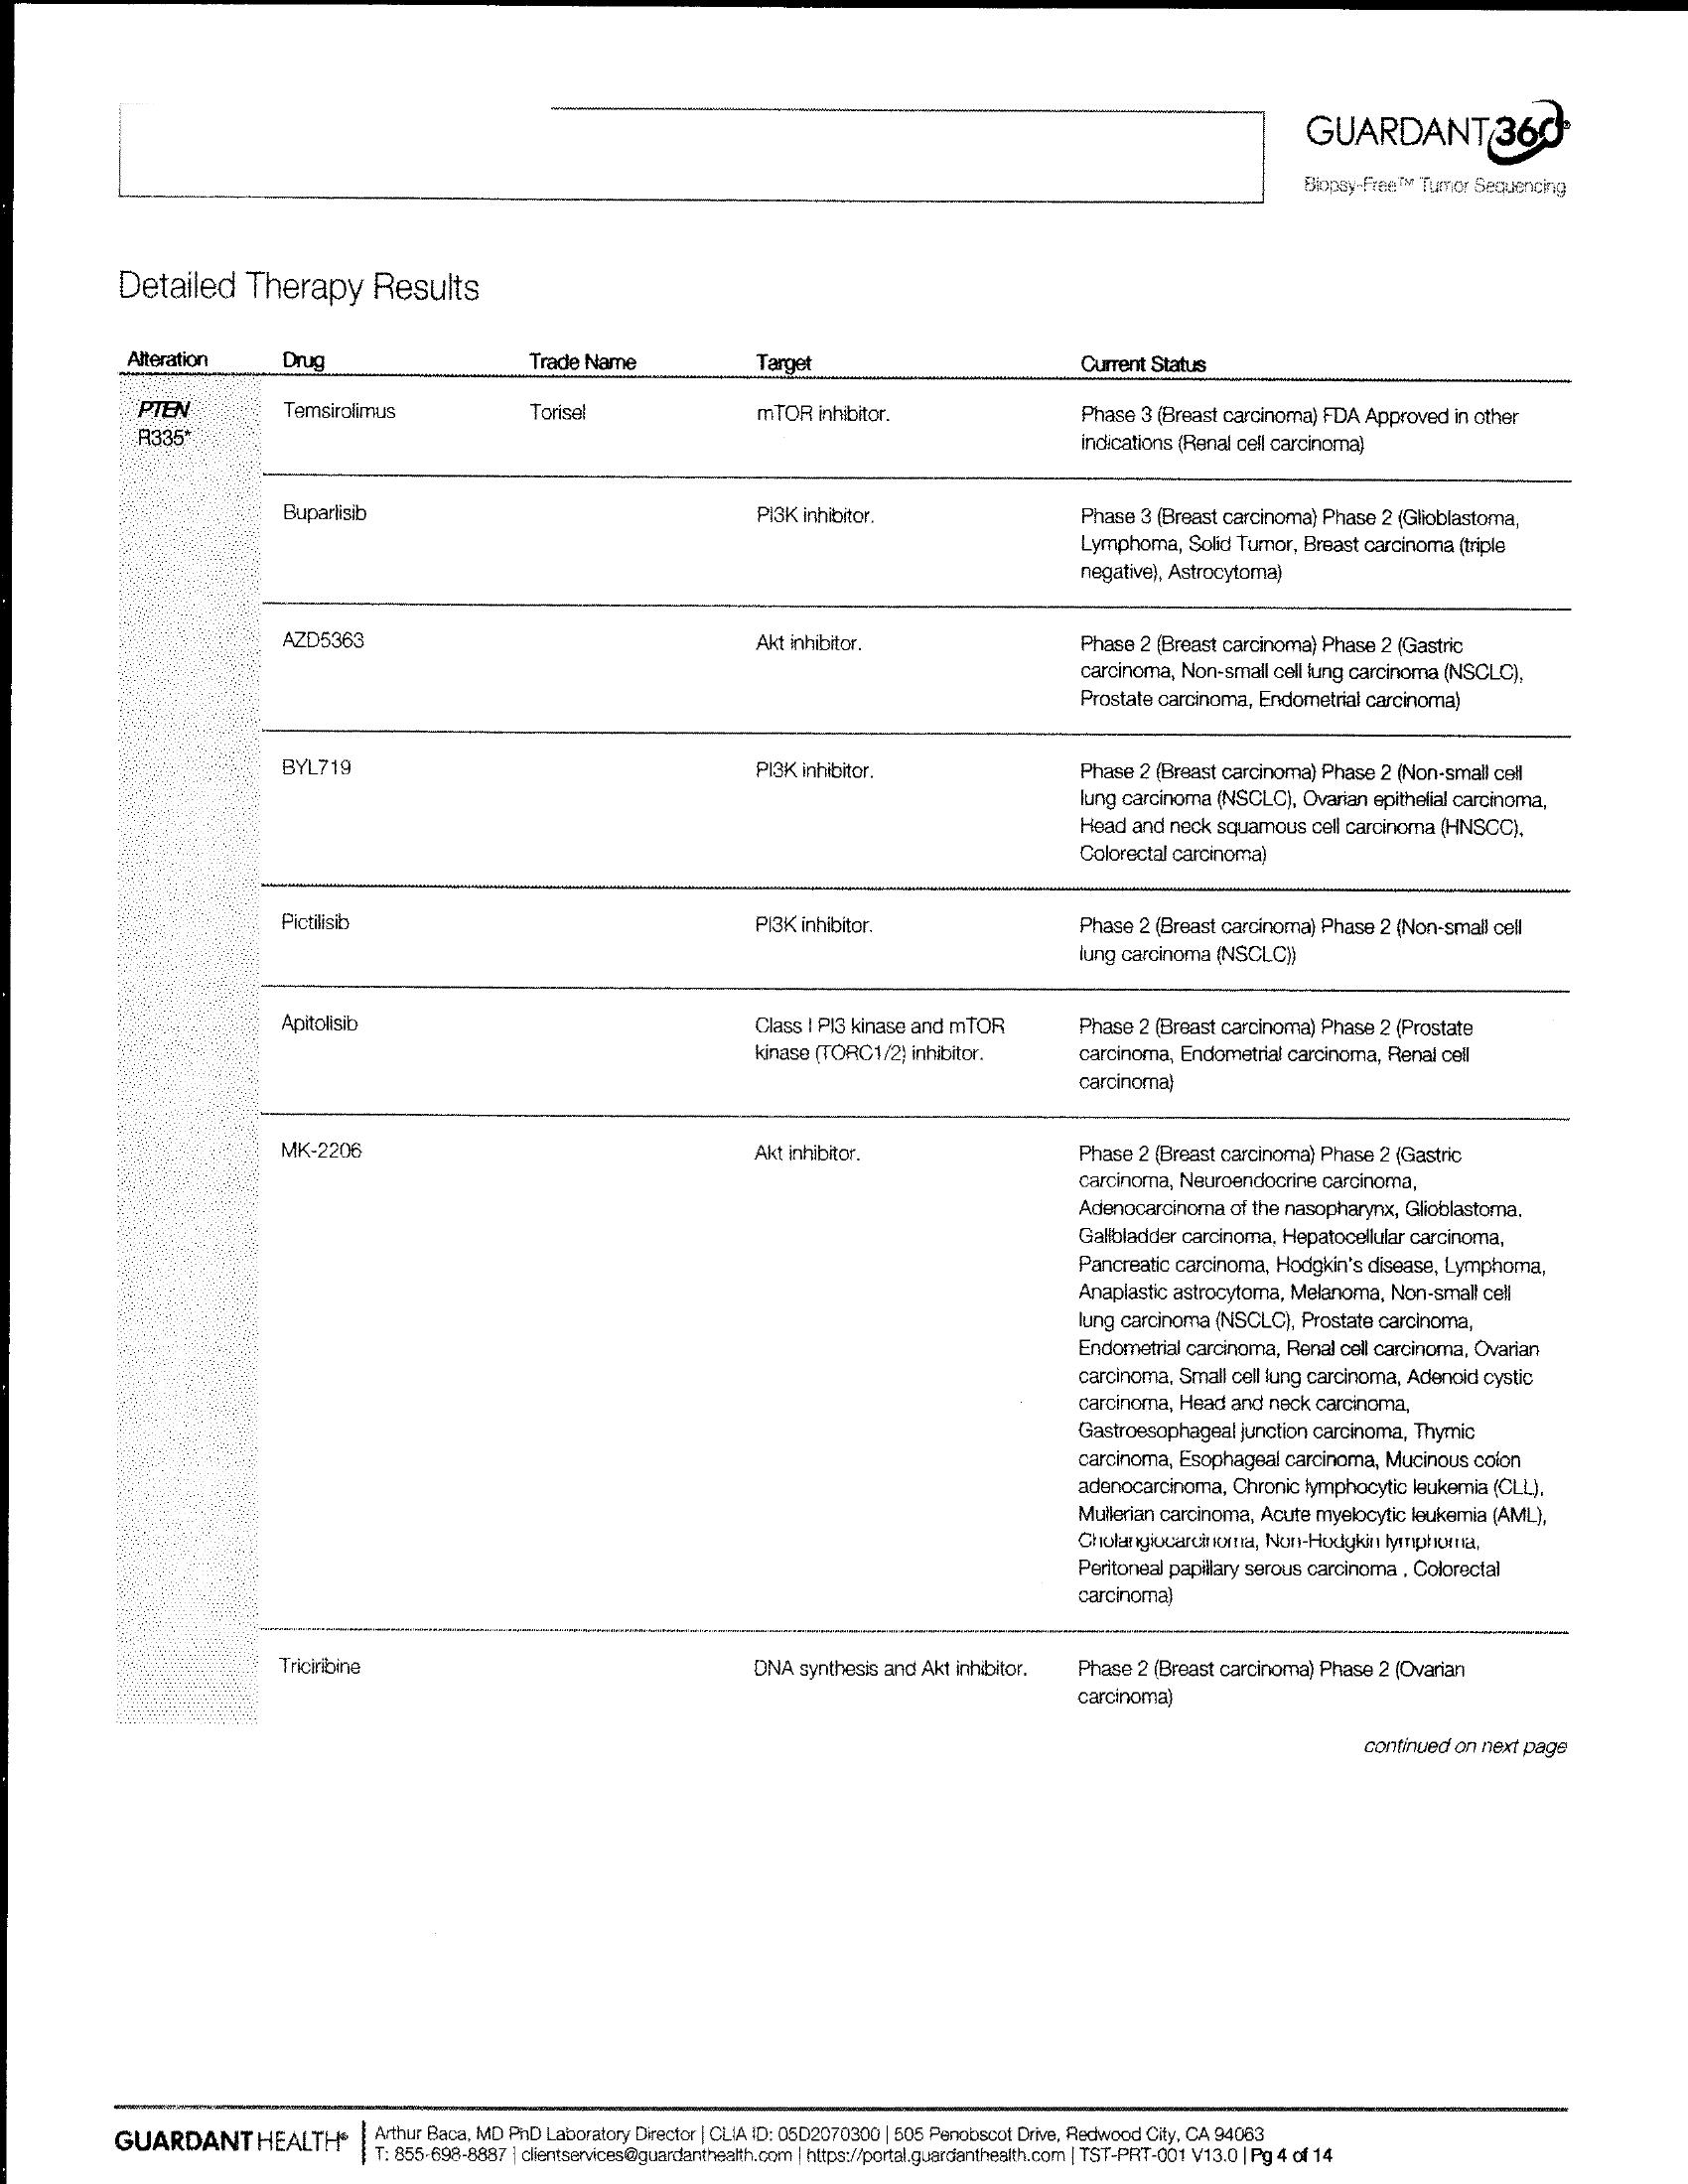 GUARDANT360®
Biopsy-Free™ Tumor Sequencing
Detailed Therapy Results
Alteration Drug Trade Name Target Current Status
PTEN R335* Temsirolimus Torisel mTOR inhibitor. Phase 3 (Breast carcinoma) FDA Approved in other
indications (Renal cell carcinoma)
Buparlisib PI3K inhibitor. Phase 3 (Breast carcinoma) Phase 2 (Glioblastoma,
Lymphoma, Solid Tumor, Breast carcinoma (triple
negative), Astrocytoma)
AZD5363 Akt inhibitor. Phase 2 (Breast carcinoma) Phase 2 (Gastric
carcinoma, Non-small cell lung carcinoma (NSCLC),
Prostate carcinoma, Endometrial carcinoma)
BYL719 PI3K inhibitor. Phase 2 (Breast carcinoma) Phase 2 (Non-small cell
lung carcinoma (NSCLC), Ovarian epithelial carcinoma,
Head and neck squamous cell carcinoma (HNSCC),
Colorectal carcinoma)
Pictilisib PI3K inhibitor. Phase 2 (Breast carcinoma) Phase 2 (Non-small cell
lung carcinoma (NSCLC))
Apitolisib Class I PI3 kinase and mTOR Phase 2 (Breast carcinoma) Phase 2 (Prostate
kinase (TORC1/2) inhibitor. carcinoma, Endometrial carcinoma, Renal cell
carcinoma)
MK-2206 Akt inhibitor. Phase 2 (Breast carcinoma) Phase 2 (Gastric
carcinoma, Neuroendocrine carcinoma,
Adenocarcinoma of the nasopharynx, Glioblastoma,
Gallbladder carcinoma, Hepatocellular carcinoma,
Pancreatic carcinoma, Hodgkin's disease, Lymphoma,
Anaplastic astrocytoma, Melanoma, Non-small cell
lung carcinoma (NSCLC), Prostate carcinoma,
Endometrial carcinoma, Renal cell carcinoma, Ovarian
carcinoma, Small cell lung carcinoma, Adenoid cystic
carcinoma, Head and neck carcinoma,
Gastroesophageal junction carcinoma, Thymic
carcinoma, Esophageal carcinoma, Mucinous colon
adenocarcinoma, Chronic lymphocytic leukemia (CLL),
Mullerian carcinoma, Acute myelocytic leukemia (AML),
Cholangiocarcinoma, Non-Hodgkin lymphoma,
Peritoneal papillary serous carcinoma , Colorectal
carcinoma)
Triciribine DNA synthesis and Akt inhibitor. Phase 2 (Breast carcinoma) Phase 2 (Ovarian
carcinoma)
continued on next page
GUARDANT HEALTH® Arthur Baca, MD PhD Laboratory Director | CLIA ID: 05D2070300 | 505 Penobscot Drive, Redwood City, CA 94063
T: 855-698-8887 | clientservices@guardanthealth.com | https://portal.guardanthealth.com | TST-PRT-001 V13.0 | Pg 4 of 14